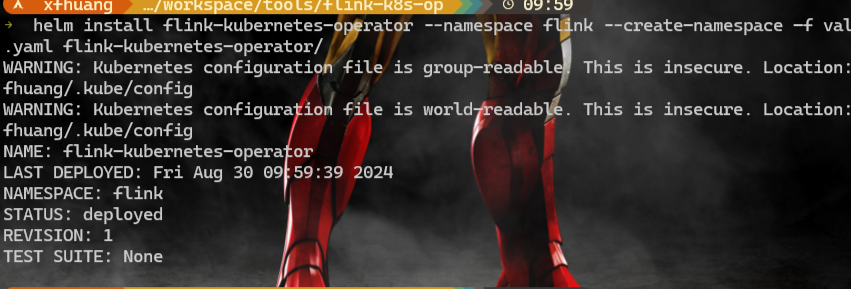 xfhuang …/workspace/tools/flink-k8s-op 09:59
→ helm install flink-kubernetes-operator --namespace flink --create-namespace -f val
.yaml flink-kubernetes-operator/
WARNING: Kubernetes configuration file is group-readable. This is insecure. Location:
fhuang/.kube/config
WARNING: Kubernetes configuration file is world-readable. This is insecure. Location:
fhuang/.kube/config
NAME: flink-kubernetes-operator
LAST DEPLOYED: Fri Aug 30 09:59:39 2024
NAMESPACE: flink
STATUS: deployed
REVISION: 1
TEST SUITE: None